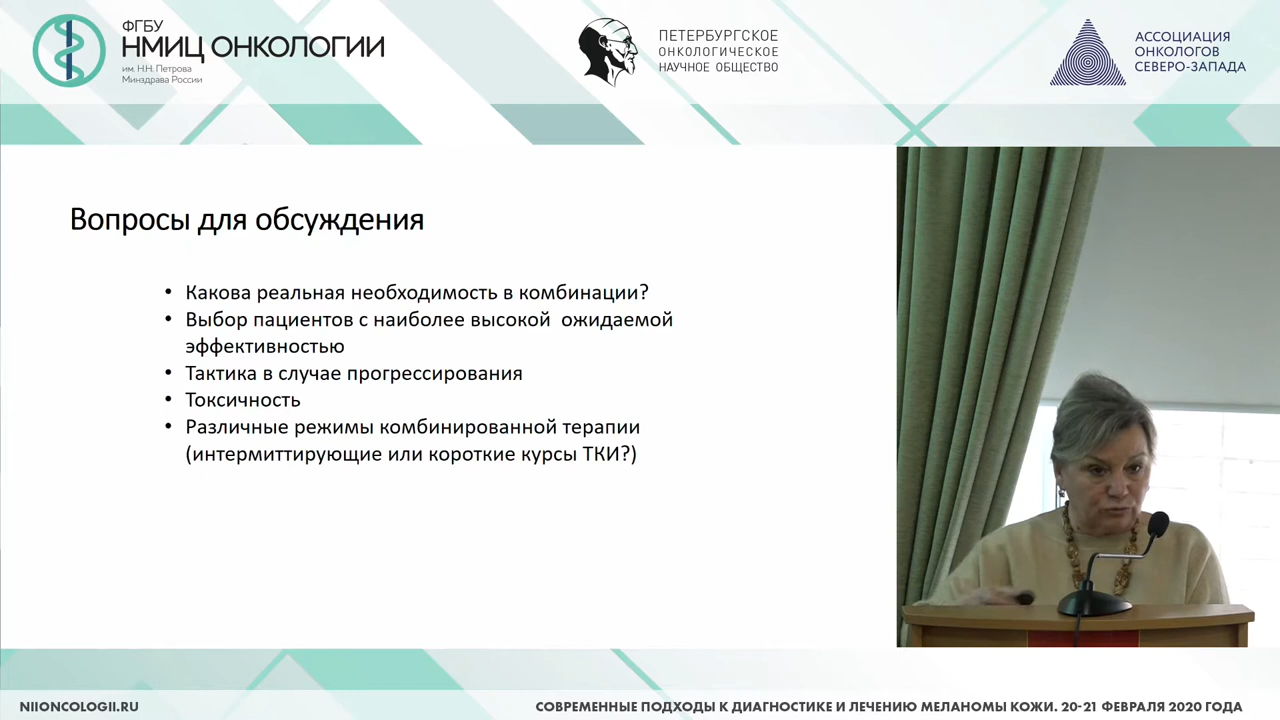 ФГБУ
НМИЦ ОНКОЛОГИИ
им. Н.Н. Петрова
Минздрава России
ПЕТЕРБУРГСКОЕ
ОНКОЛОГИЧЕСКОЕ
НАУЧНОЕ ОБЩЕСТВО
АССОЦИАЦИЯ
ОНКОЛОГОВ
СЕВЕРО-ЗАПАДА
Вопросы для обсуждения
• Какова реальная необходимость в комбинации?
• Выбор пациентов с наиболее высокой ожидаемой
эффективностью
• Тактика в случае прогрессирования
• Токсичность
• Различные режимы комбинированной терапии
(интермиттирующие или короткие курсы ТКИ?)
NIIONCOLOGII.RU
СОВРЕМЕННЫЕ ПОДХОДЫ К ДИАГНОСТИКЕ И ЛЕЧЕНИЮ МЕЛАНОМЫ КОЖИ. 20-21 ФЕВРАЛЯ 2020 ГОДА